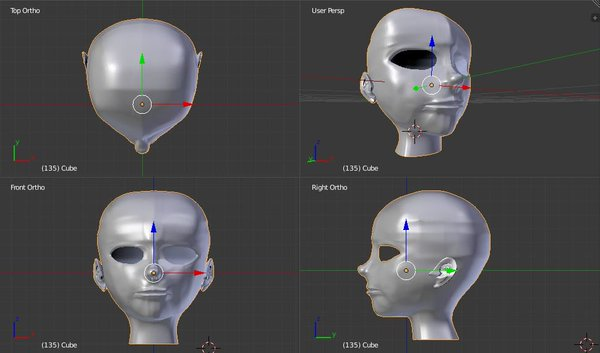 Top Ortho
(135) Cube
User Persp
(135) Cube
Front Ortho
(135) Cube
Right Ortho
(135) Cube